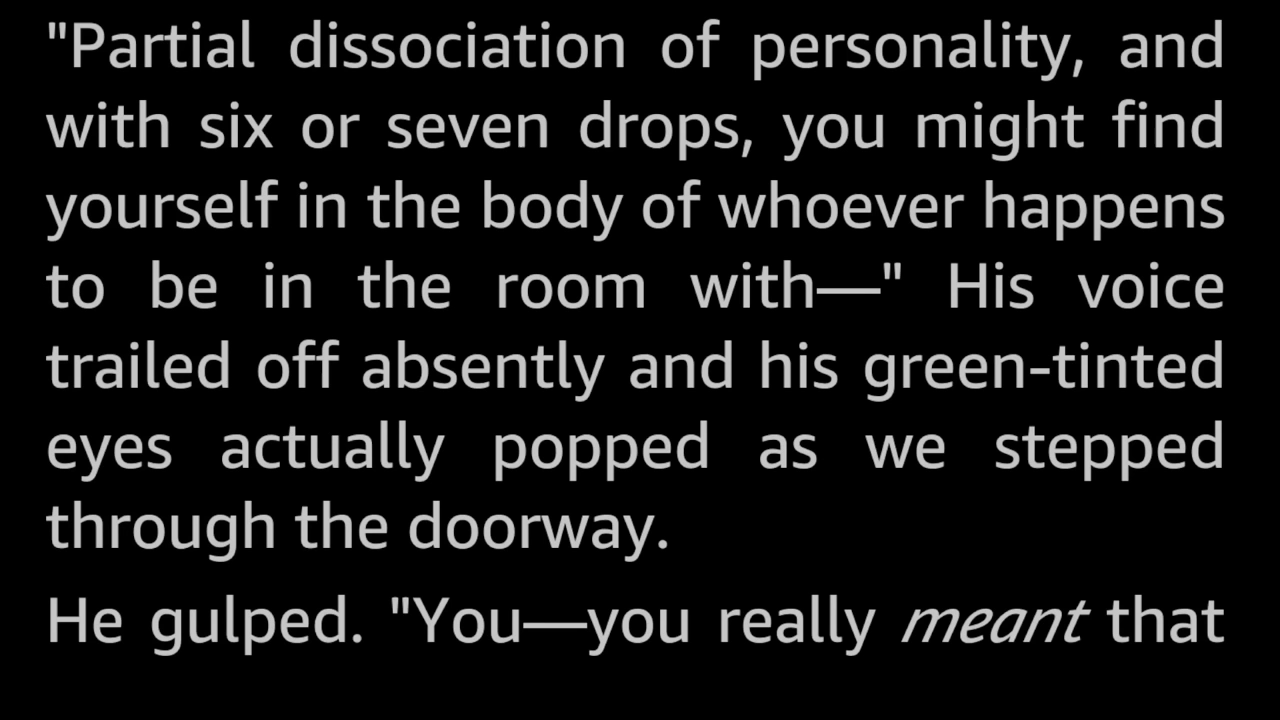 "Partial dissociation of personality, and
with six or seven drops, you might find
yourself in the body of whoever happens
to be in the room with—" His voice
trailed off absently and his green-tinted
eyes actually popped as we stepped
through the doorway.
He gulped. "You—you really meant that